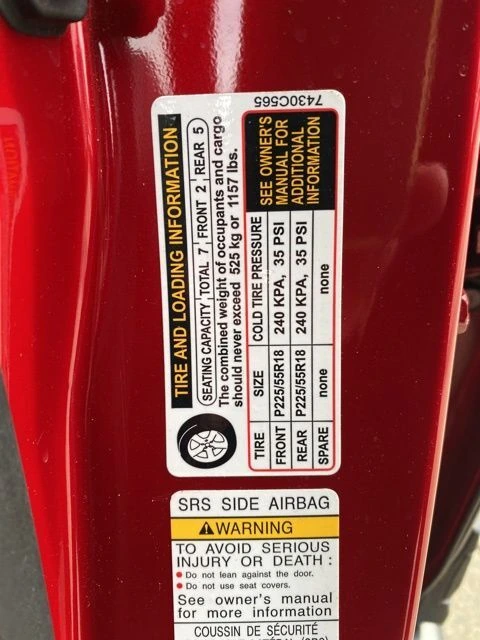 TIRE AND LOADING INFORMATION
SEATING CAPACITY TOTAL 7 FRONT 2 REAR 5
The combined weight of occupants and cargo
should never exceed 525 kg or 1157 lbs.
TIRE SIZE COLD TIRE PRESSURE
FRONT P225/55R18 240 KPA, 35 PSI
REAR P225/55R18 240 KPA, 35 PSI
SPARE none none
SEE OWNER'S
MANUAL FOR
ADDITIONAL
INFORMATION
7430C565
SRS SIDE AIRBAG
WARNING
TO AVOID SERIOUS
INJURY OR DEATH :
• Do not lean against the door.
• Do not use seat covers.
See owner's manual
for more information
COUSSIN DE SÉCURITÉ